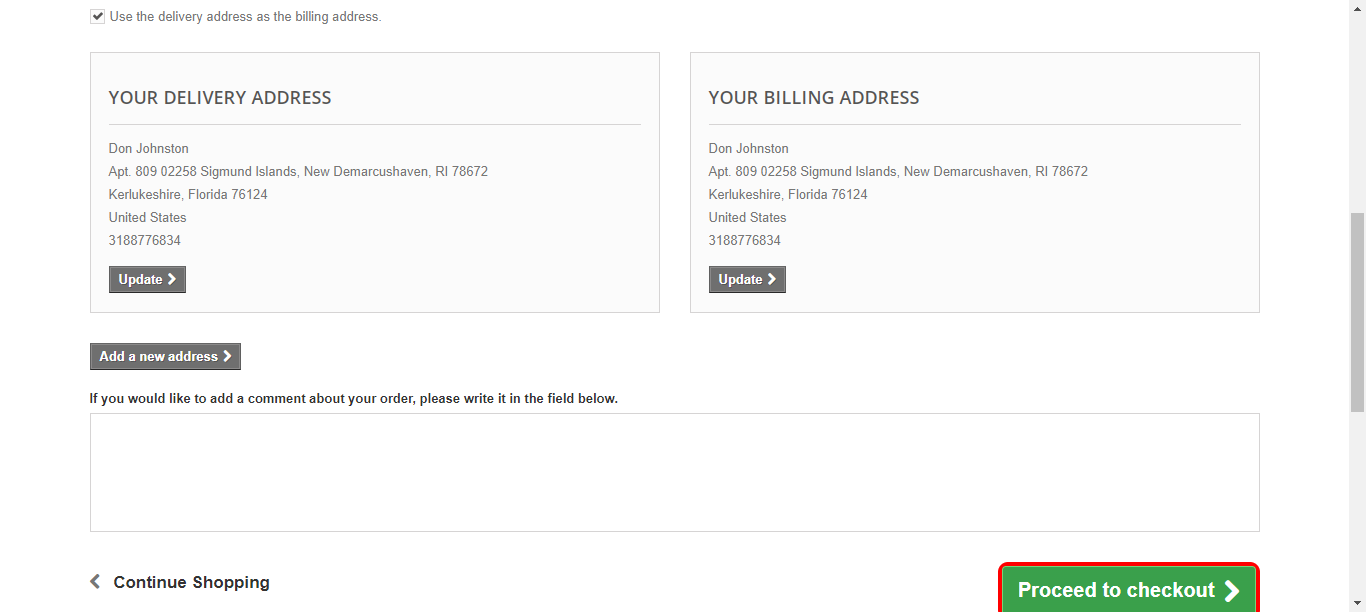 Use the delivery address as the billing address.
YOUR DELIVERY ADDRESS
Don Johnston
Apt. 809 02258 Sigmund Islands, New Demarcushaven, RI 78672
Kerlukeshire, Florida 76124
United States
3188776834
Update
YOUR BILLING ADDRESS
Don Johnston
Apt. 809 02258 Sigmund Islands, New Demarcushaven, RI 78672
Kerlukeshire, Florida 76124
United States
3188776834
Update
Add a new address
If you would like to add a comment about your order, please write it in the field below.
Continue Shopping
Proceed to checkout